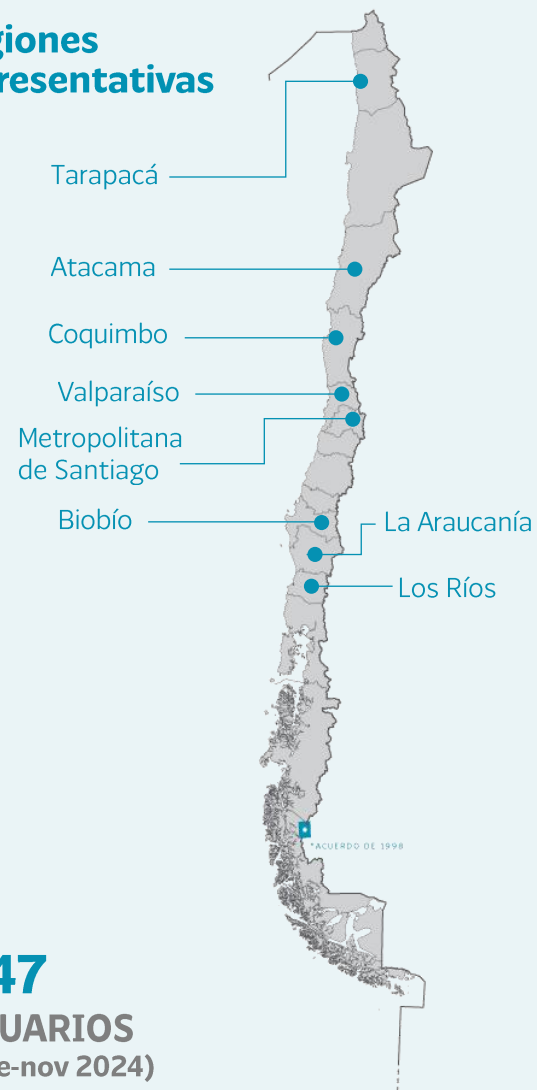 giones
resentativas
Tarapacá
Atacama
Coquimbo
Valparaíso
Metropolitana
de Santiago
Biobío
La Araucanía
Los Ríos
*ACUERDO DE 1998
47
UARIOS
e-nov 2024)